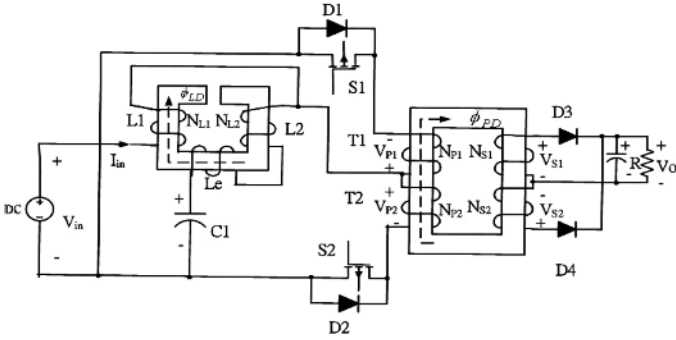 D1
S1
ϕLD
L1
NL1
NL2
L2
Le
+
Iin
DC
+
Vin
-
+
C1
-
S2
D2
T1
-
VP1
+
T2
VP2
-
ϕPD
NP1
NS1
NP2
NS2
+
VS1
-
-
VS2
+
D3
D4
+
R
+
VO
-